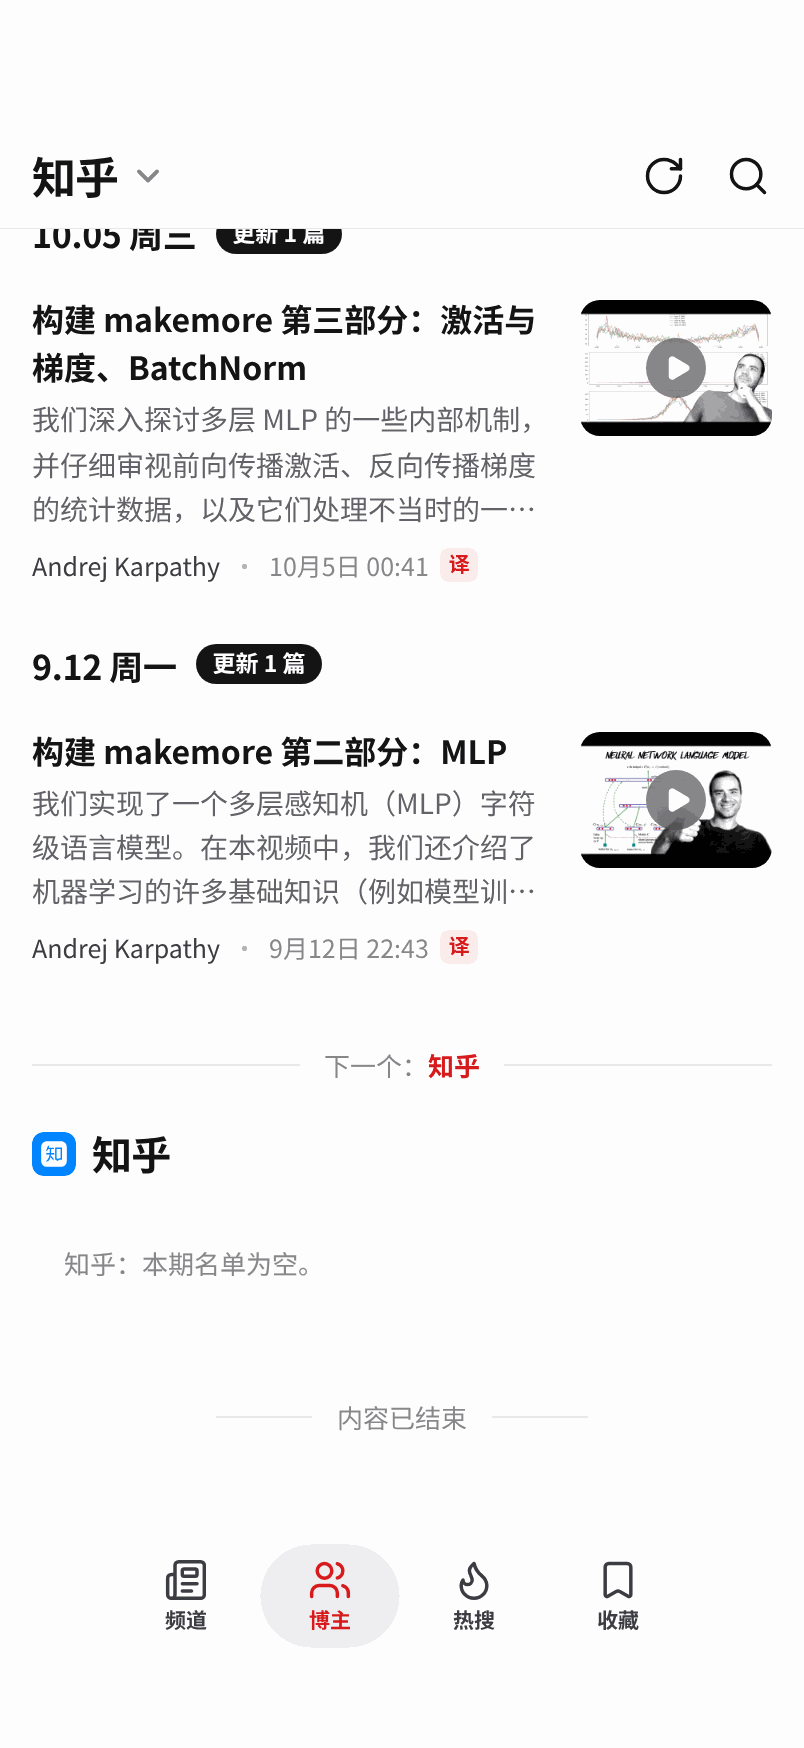 知乎
10.05 周三 更新 1 篇
构建 makemore 第三部分：激活与
梯度、BatchNorm
我们深入探讨多层 MLP 的一些内部机制，
并仔细审视前向传播激活、反向传播梯度
的统计数据，以及它们处理不当时的一…
Andrej Karpathy · 10月5日 00:41 译
9.12 周一 更新 1 篇
构建 makemore 第二部分：MLP
NEURAL NETWORK LANGUAGE MODEL
我们实现了一个多层感知机（MLP）字符
级语言模型。在本视频中，我们还介绍了
机器学习的许多基础知识（例如模型训…
Andrej Karpathy · 9月12日 22:43 译
下一个：知乎
知 知乎
知乎：本期名单为空。
内容已结束
频道 博主 热搜 收藏